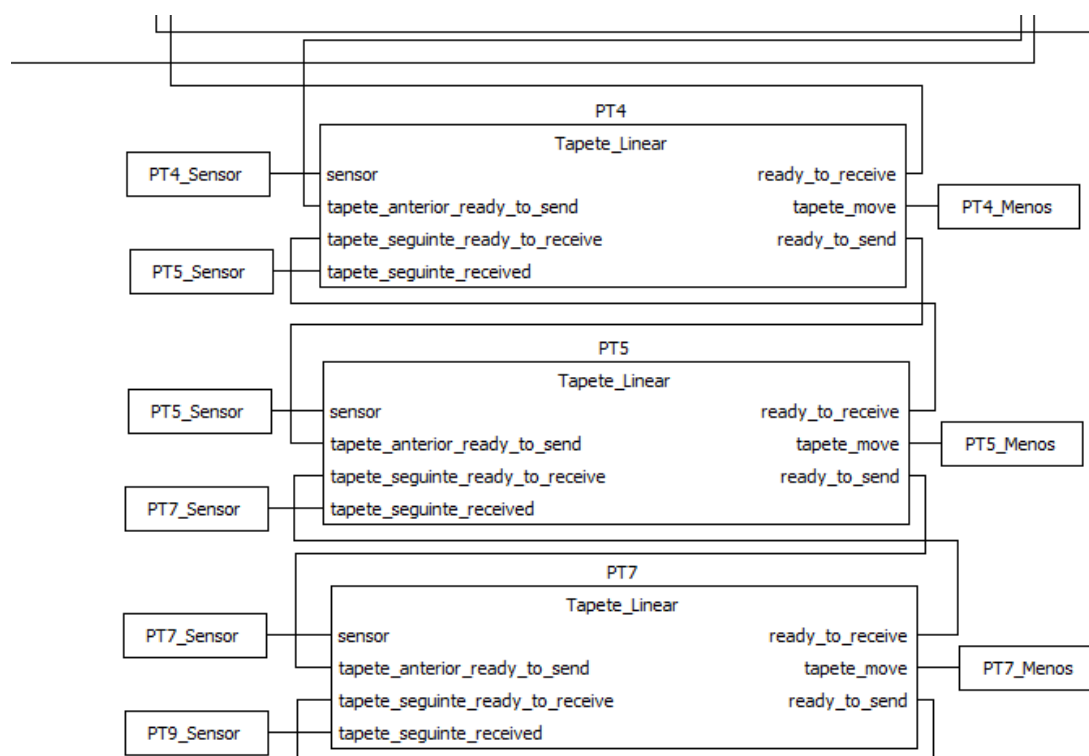 PT4
Tapete_Linear
PT4_Sensor
sensor
ready_to_receive
tapete_anterior_ready_to_send
tapete_move
PT4_Menos
tapete_seguinte_ready_to_receive
ready_to_send
PT5_Sensor
tapete_seguinte_received
PT5
Tapete_Linear
PT5_Sensor
sensor
ready_to_receive
tapete_anterior_ready_to_send
tapete_move
PT5_Menos
tapete_seguinte_ready_to_receive
ready_to_send
PT7_Sensor
tapete_seguinte_received
PT7
Tapete_Linear
PT7_Sensor
sensor
ready_to_receive
tapete_anterior_ready_to_send
tapete_move
PT7_Menos
tapete_seguinte_ready_to_receive
ready_to_send
PT9_Sensor
tapete_seguinte_received